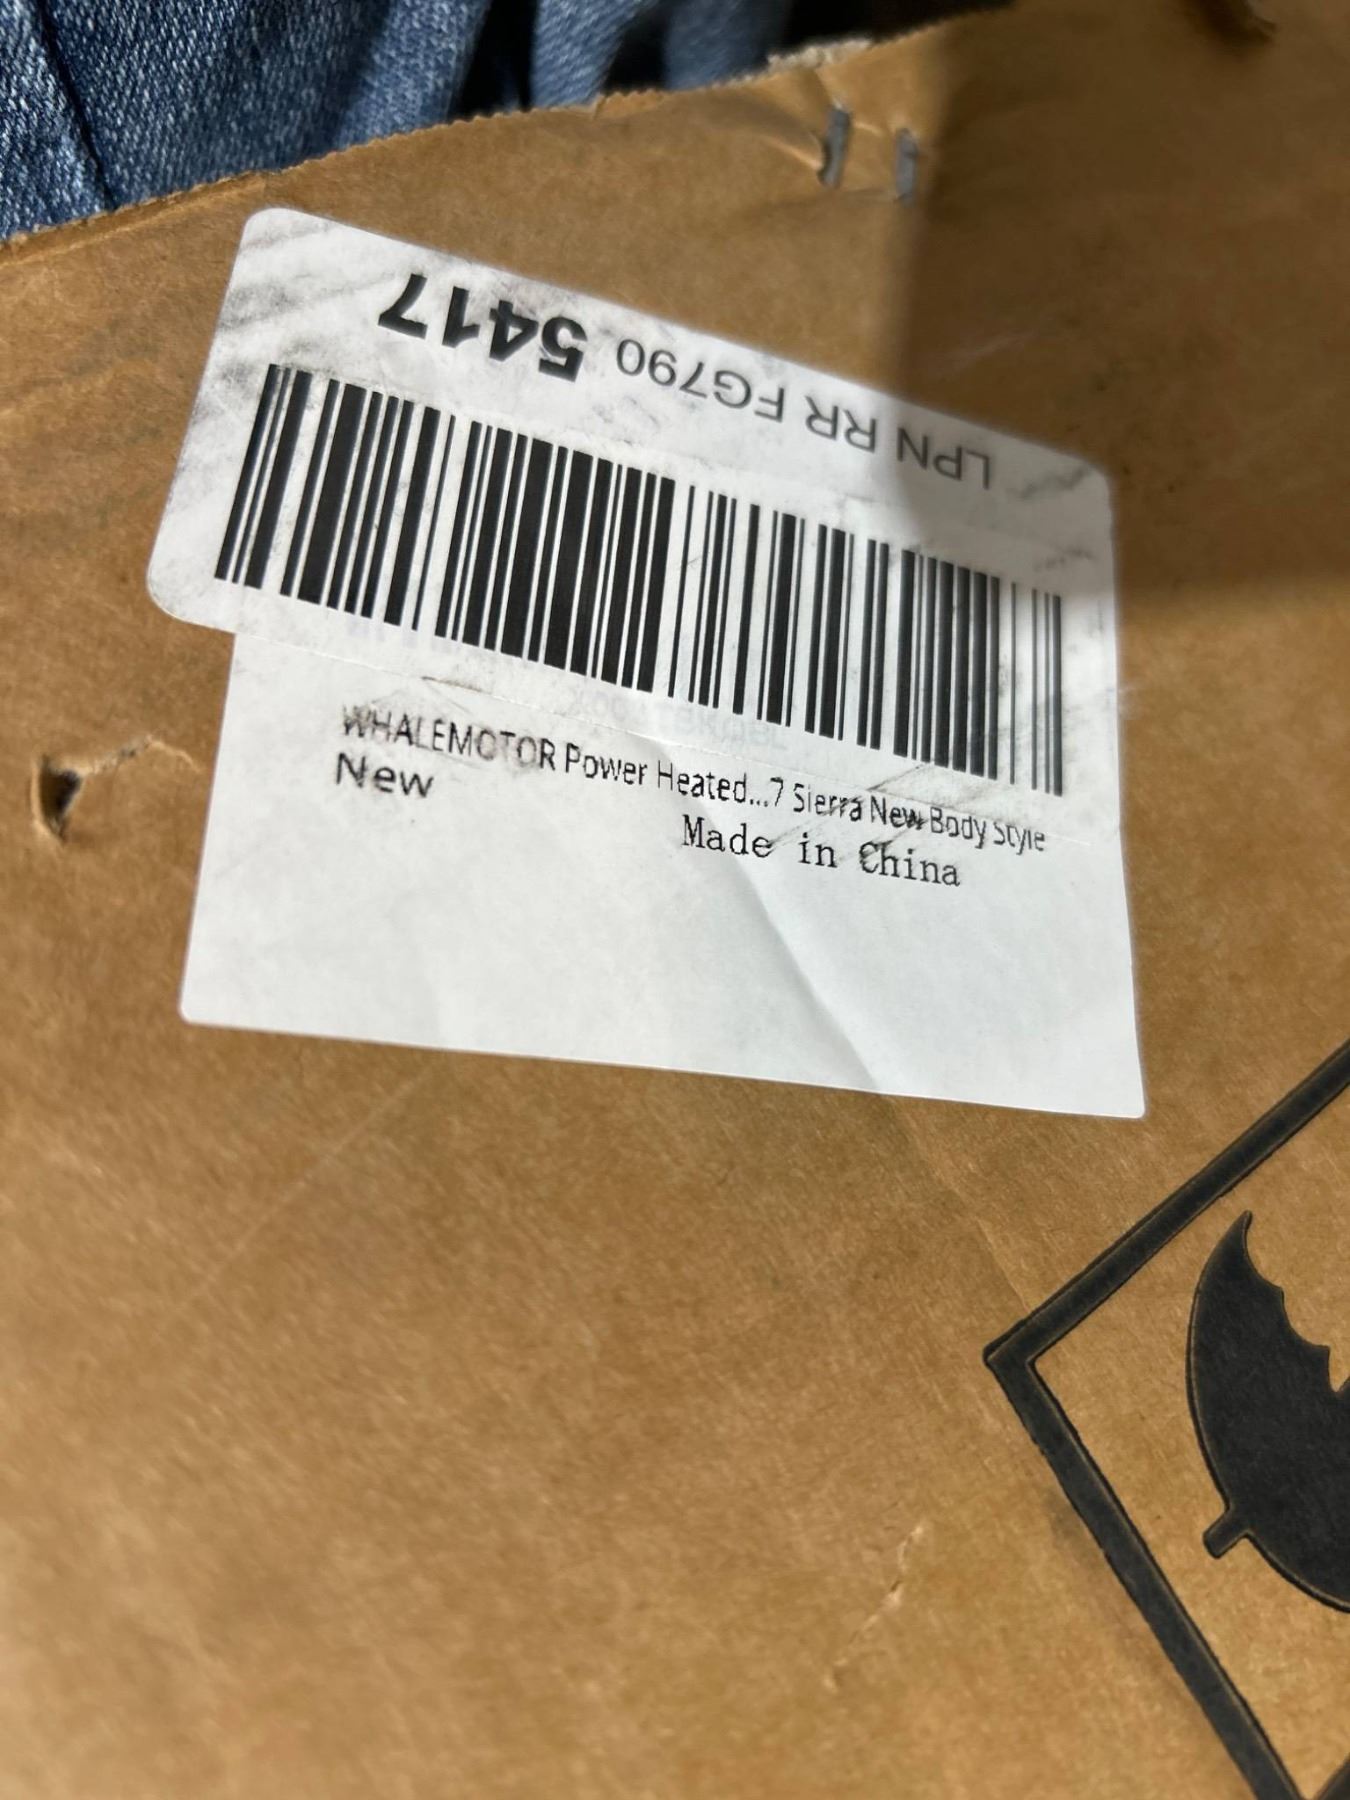 LPN RR FG790 5417
WHALEMOTOR Power Heated...7 Sierra New Body Style
New
Made in China